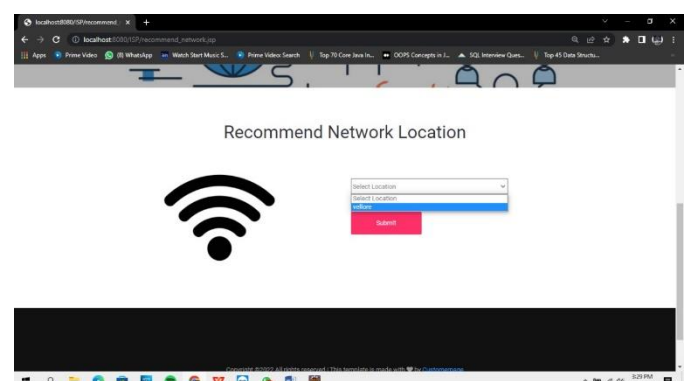 localhost:8080/ISP/recommend_
localhost:8080/ISP/recommend_network.jsp
Apps Prime Video (8) WhatsApp Watch Start Music S... Prime Video: Search Top 70 Core Java In... OOPS Concepts in J... SQL Interview Ques... Top 45 Data Structu...
Recommend Network Location
Select Location
Select Location
vellore
Submit
Copyright ©2022 All rights reserved | This template is made with by
3:29 PM